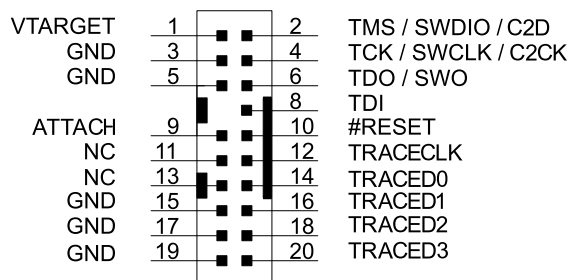 VTARGET 1 2 TMS / SWDIO / C2D
GND 3 4 TCK / SWCLK / C2CK
GND 5 6 TDO / SWO
8 TDI
ATTACH 9 10 #RESET
NC 11 12 TRACECLK
NC 13 14 TRACED0
GND 15 16 TRACED1
GND 17 18 TRACED2
GND 19 20 TRACED3